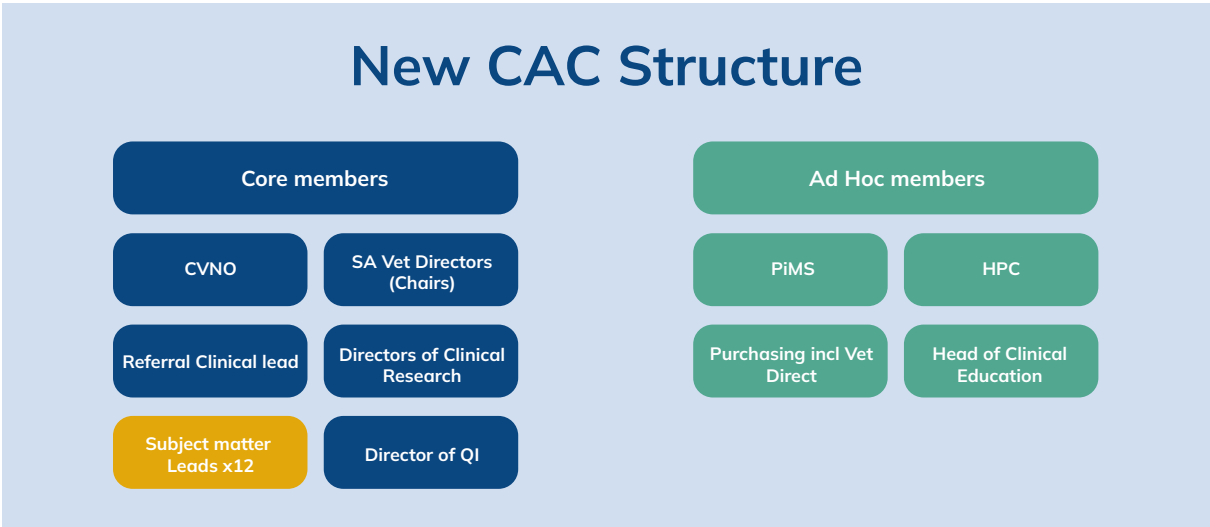 New CAC Structure
Core members
CVNO
SA Vet Directors
(Chairs)
Referral Clinical lead
Directors of Clinical
Research
Subject matter
Leads x12
Director of QI
Ad Hoc members
PiMS
HPC
Purchasing incl Vet
Direct
Head of Clinical
Education